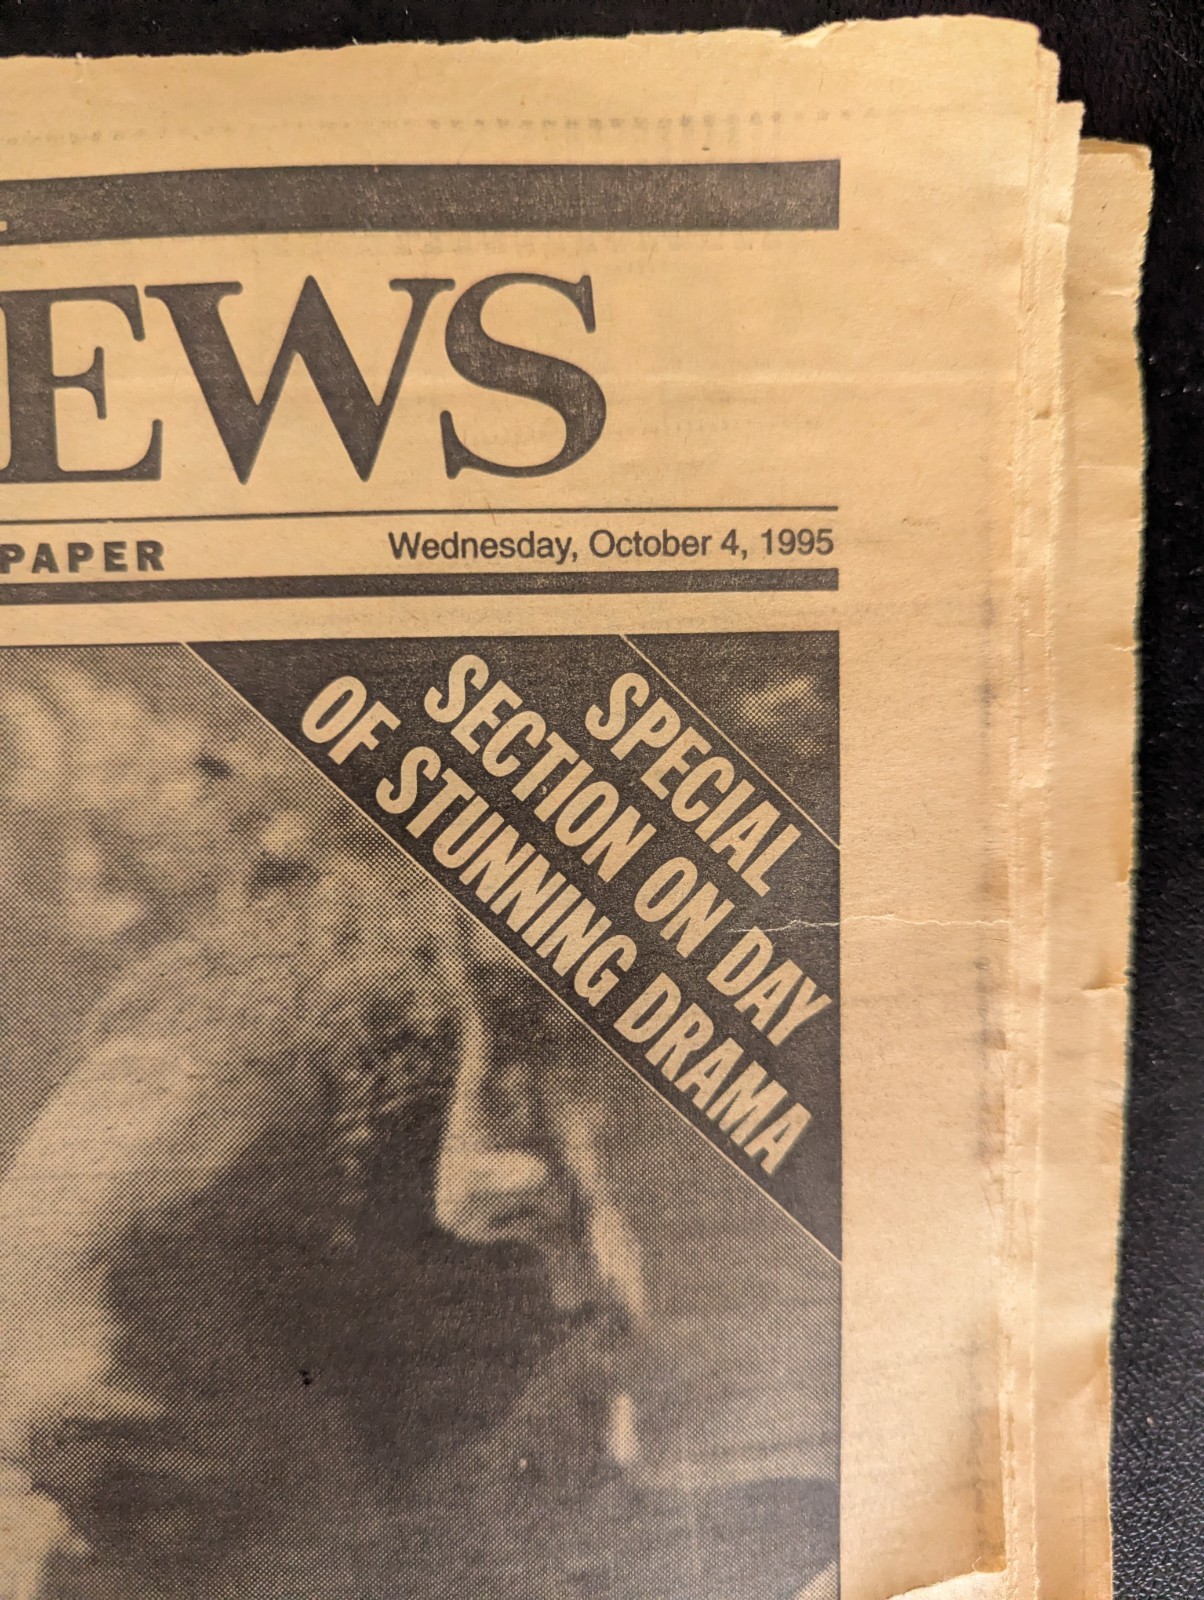 EWS
PAPER Wednesday, October 4, 1995
SPECIAL
SECTION ON DAY
OF STUNNING DRAMA